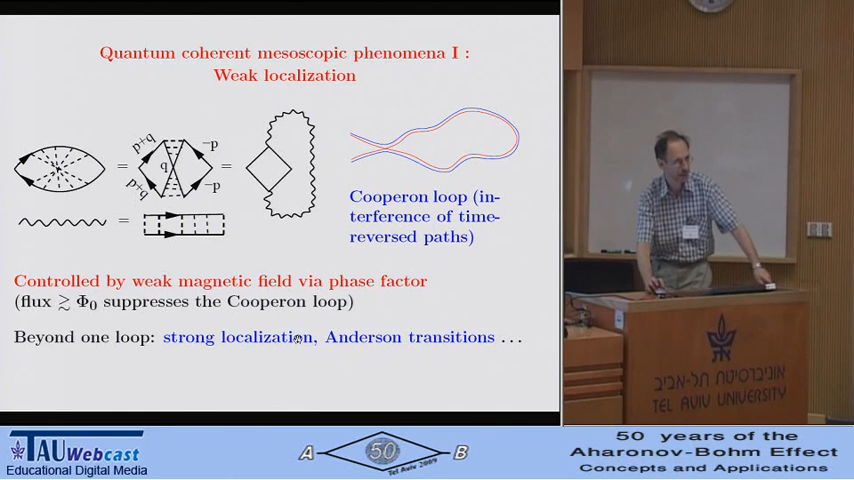 Quantum coherent mesoscopic phenomena I :
Weak localization
p+q
−p
q
=
=
p+q
−p
=
Cooperon loop (in-
terference of time-
reversed paths)
Controlled by weak magnetic field via phase factor
(flux ≳ Φ₀ suppresses the Cooperon loop)
Beyond one loop: strong localization, Anderson transitions ...
אוניברסיטת תל-אביב
TEL AVIV UNIVERSITY
TAUWebcast
Educational Digital Media
A
50
B
Tel Aviv 2009
50 years of the
Aharonov-Bohm Effect
Concepts and Applications